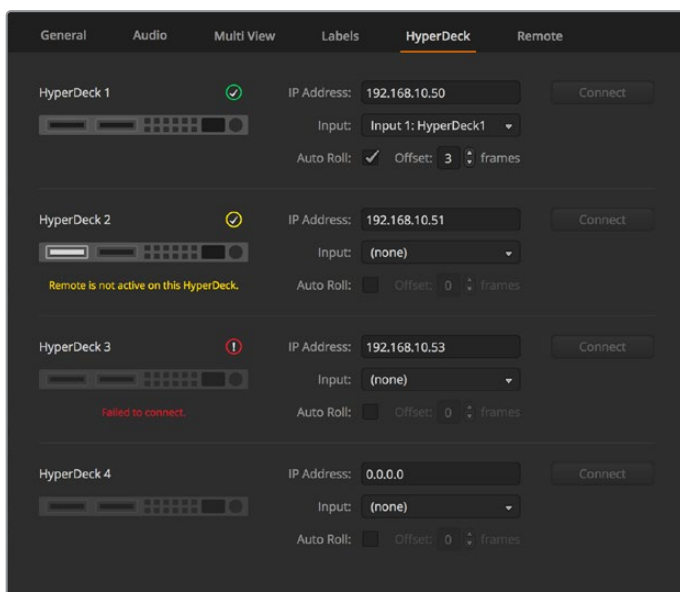 General Audio Multi View Labels HyperDeck Remote
HyperDeck 1 IP Address: 192.168.10.50 Connect
Input: Input 1: HyperDeck1
Auto Roll: Offset: 3 frames
HyperDeck 2 IP Address: 192.168.10.51 Connect
Input: (none)
Remote is not active on this HyperDeck. Auto Roll: Offset: 0 frames
HyperDeck 3 IP Address: 192.168.10.53 Connect
Input: (none)
Failed to connect. Auto Roll: Offset: 0 frames
HyperDeck 4 IP Address: 0.0.0.0 Connect
Input: (none)
Auto Roll: Offset: 0 frames